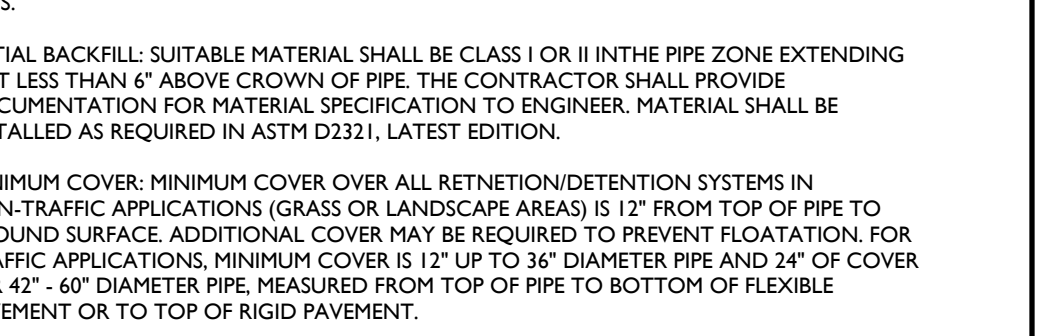 S.
TIAL BACKFILL: SUITABLE MATERIAL SHALL BE CLASS I OR II INTHE PIPE ZONE EXTENDING
T LESS THAN 6" ABOVE CROWN OF PIPE. THE CONTRACTOR SHALL PROVIDE
CUMENTATION FOR MATERIAL SPECIFICATION TO ENGINEER. MATERIAL SHALL BE
TALLED AS REQUIRED IN ASTM D2321, LATEST EDITION.
NIMUM COVER: MINIMUM COVER OVER ALL RETNETION/DETENTION SYSTEMS IN
N-TRAFFIC APPLICATIONS (GRASS OR LANDSCAPE AREAS) IS 12" FROM TOP OF PIPE TO
OUND SURFACE. ADDITIONAL COVER MAY BE REQUIRED TO PREVENT FLOATATION. FOR
AFFIC APPLICATIONS, MINIMUM COVER IS 12" UP TO 36" DIAMETER PIPE AND 24" OF COVER
R 42" - 60" DIAMETER PIPE, MEASURED FROM TOP OF PIPE TO BOTTOM OF FLEXIBLE
VEMENT OR TO TOP OF RIGID PAVEMENT.